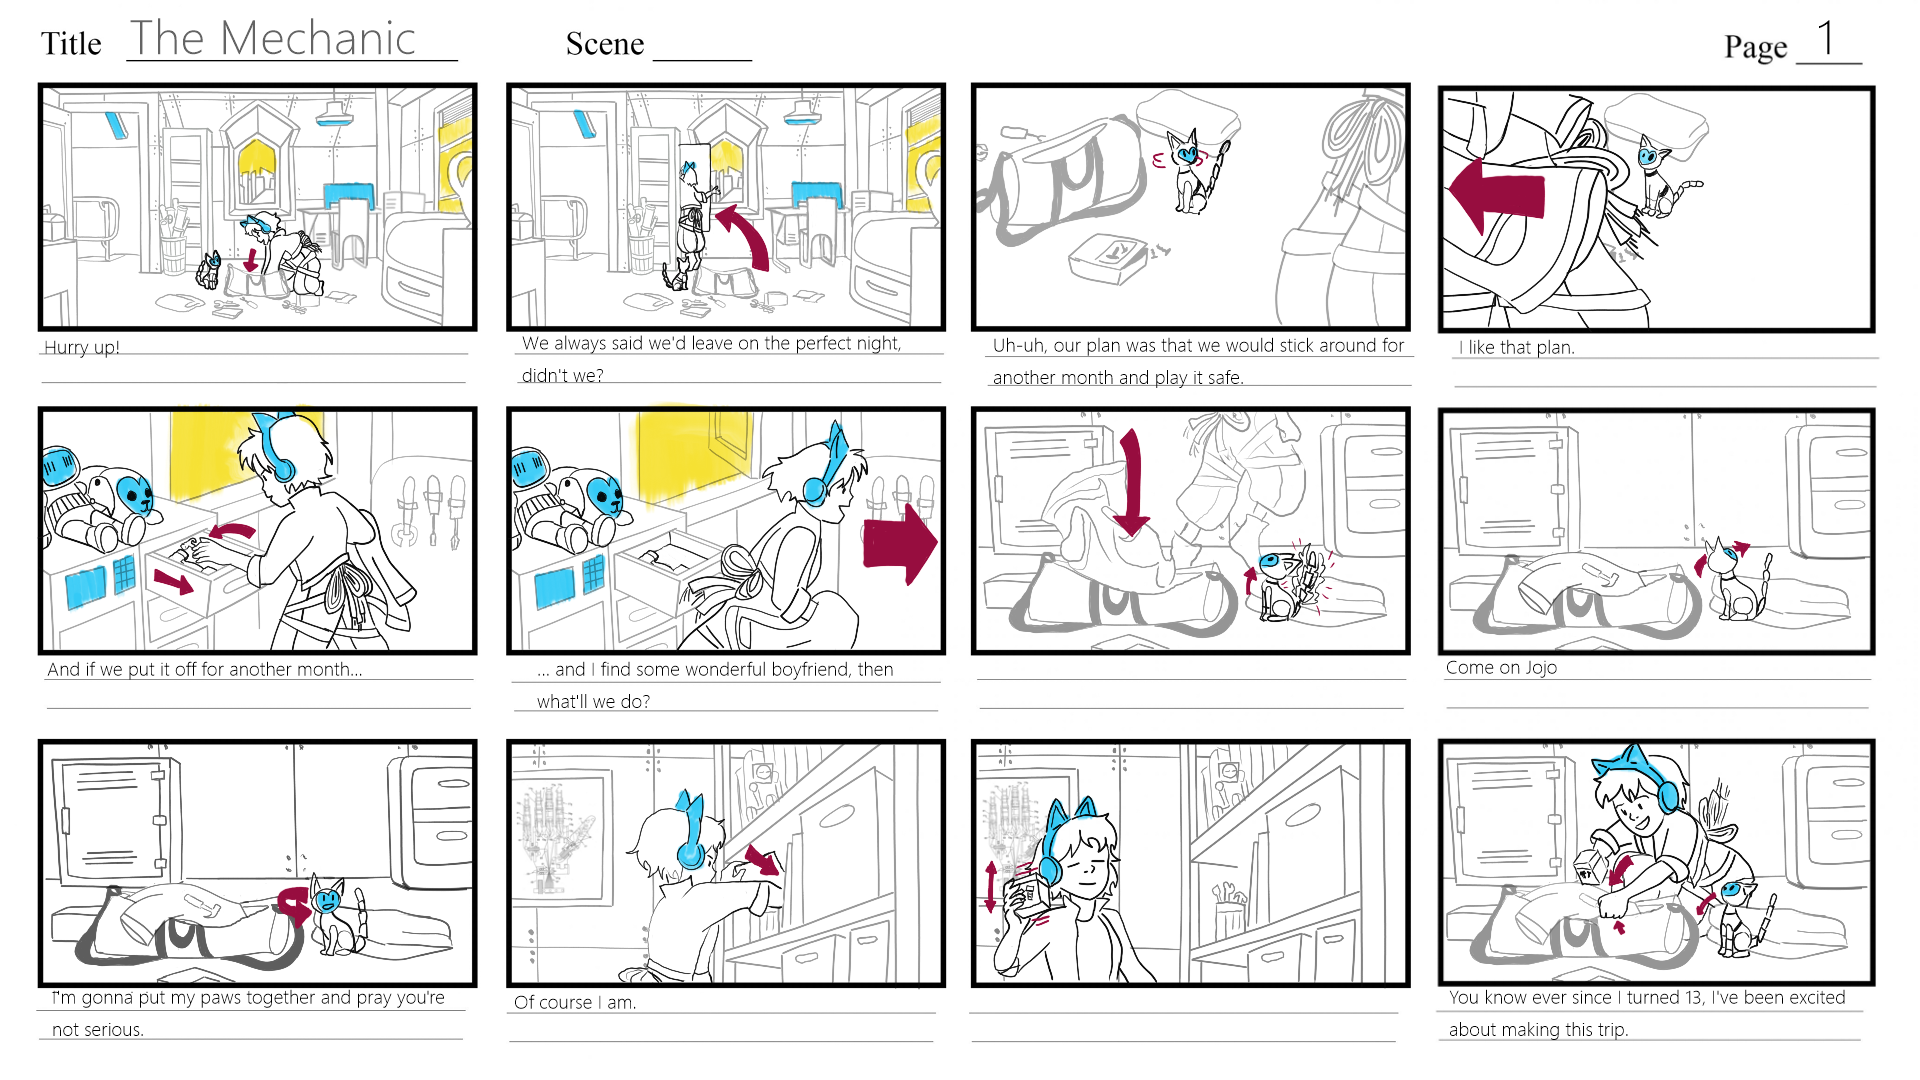 Title The Mechanic Scene Page 1
Hurry up!
We always said we'd leave on the perfect night,
didn't we?
Uh-uh, our plan was that we would stick around for
another month and play it safe.
I like that plan.
And if we put it off for another month...
... and I find some wonderful boyfriend, then
what'll we do?
Come on Jojo
I'm gonna put my paws together and pray you're
not serious.
Of course I am.
You know ever since I turned 13, I've been excited
about making this trip.